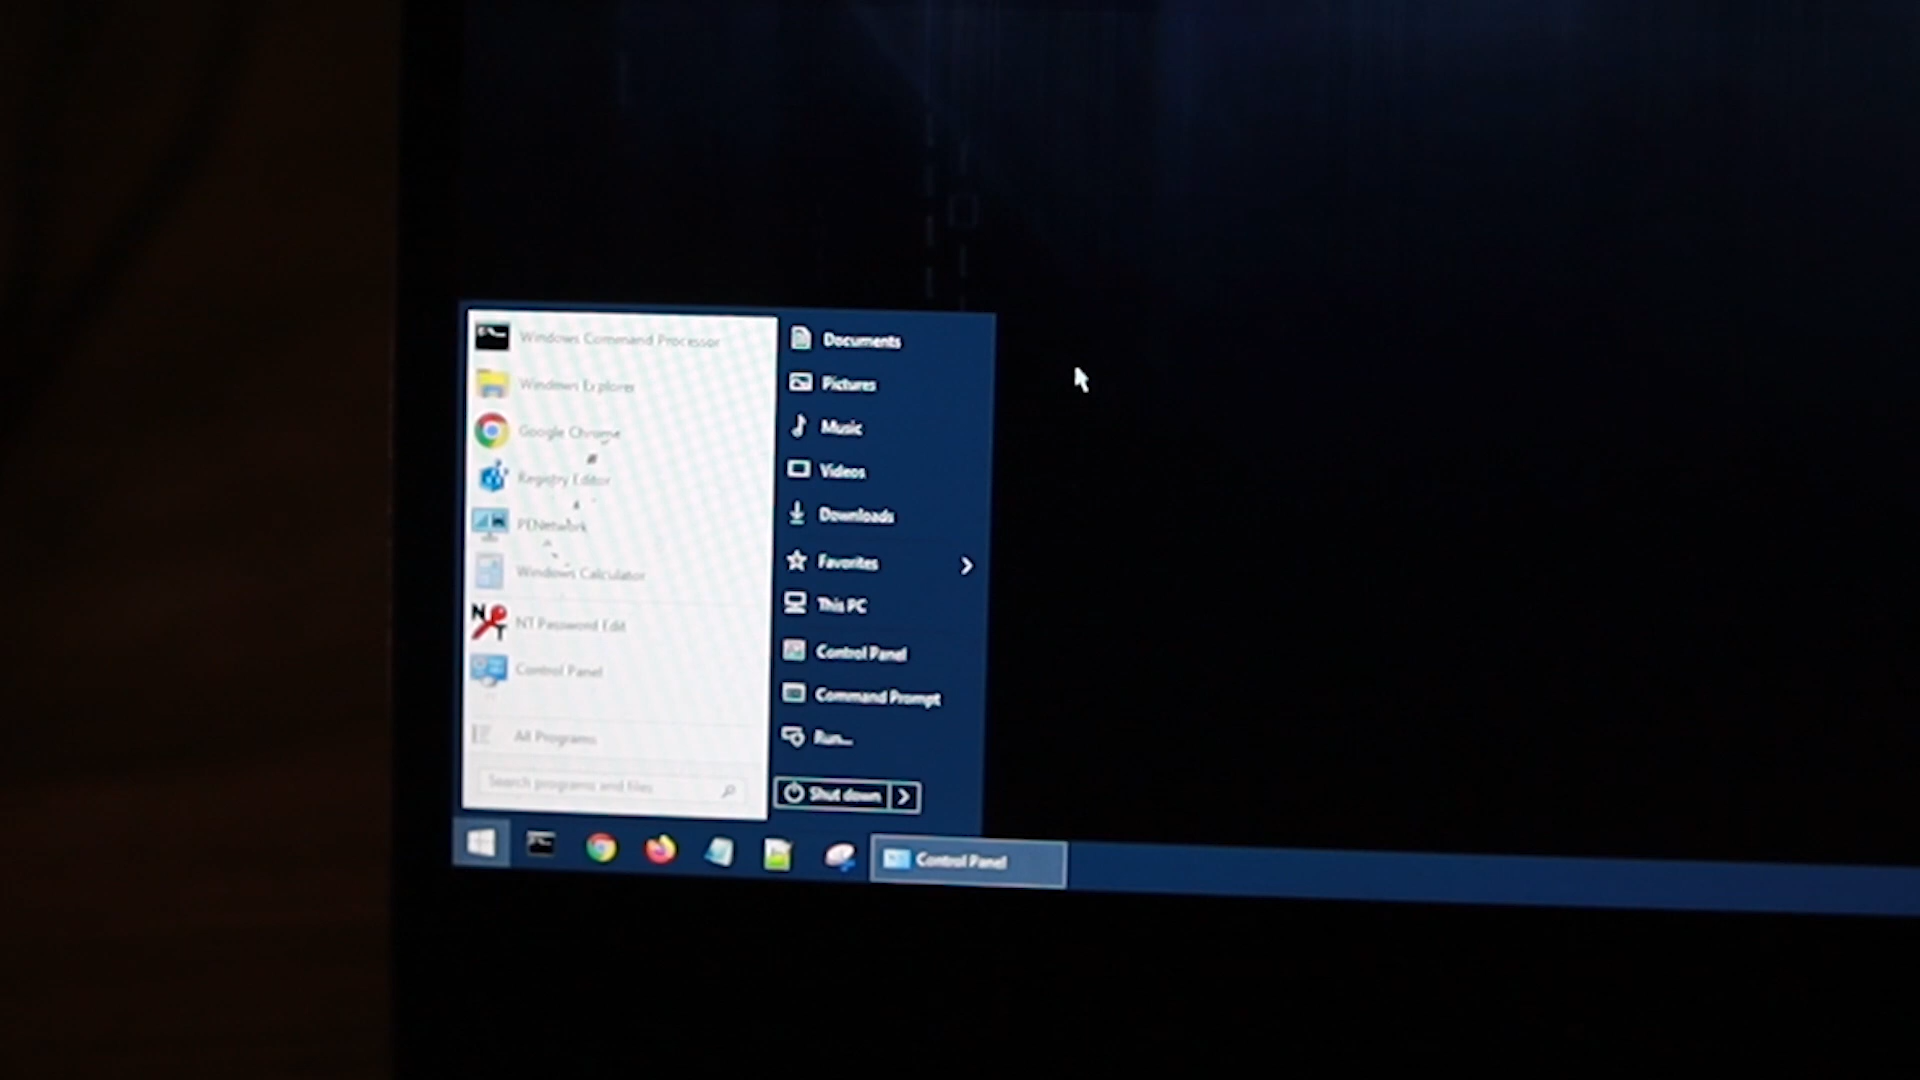 Windows Command Processor
Windows Explorer
Google Chrome
Registry Editor
PENetwork
Windows Calculator
NT Password Edit
Control Panel
All Programs
Search programs and files
Documents
Pictures
Music
Videos
Downloads
Favorites
This PC
Control Panel
Command Prompt
Run...
Shut down
Control Panel